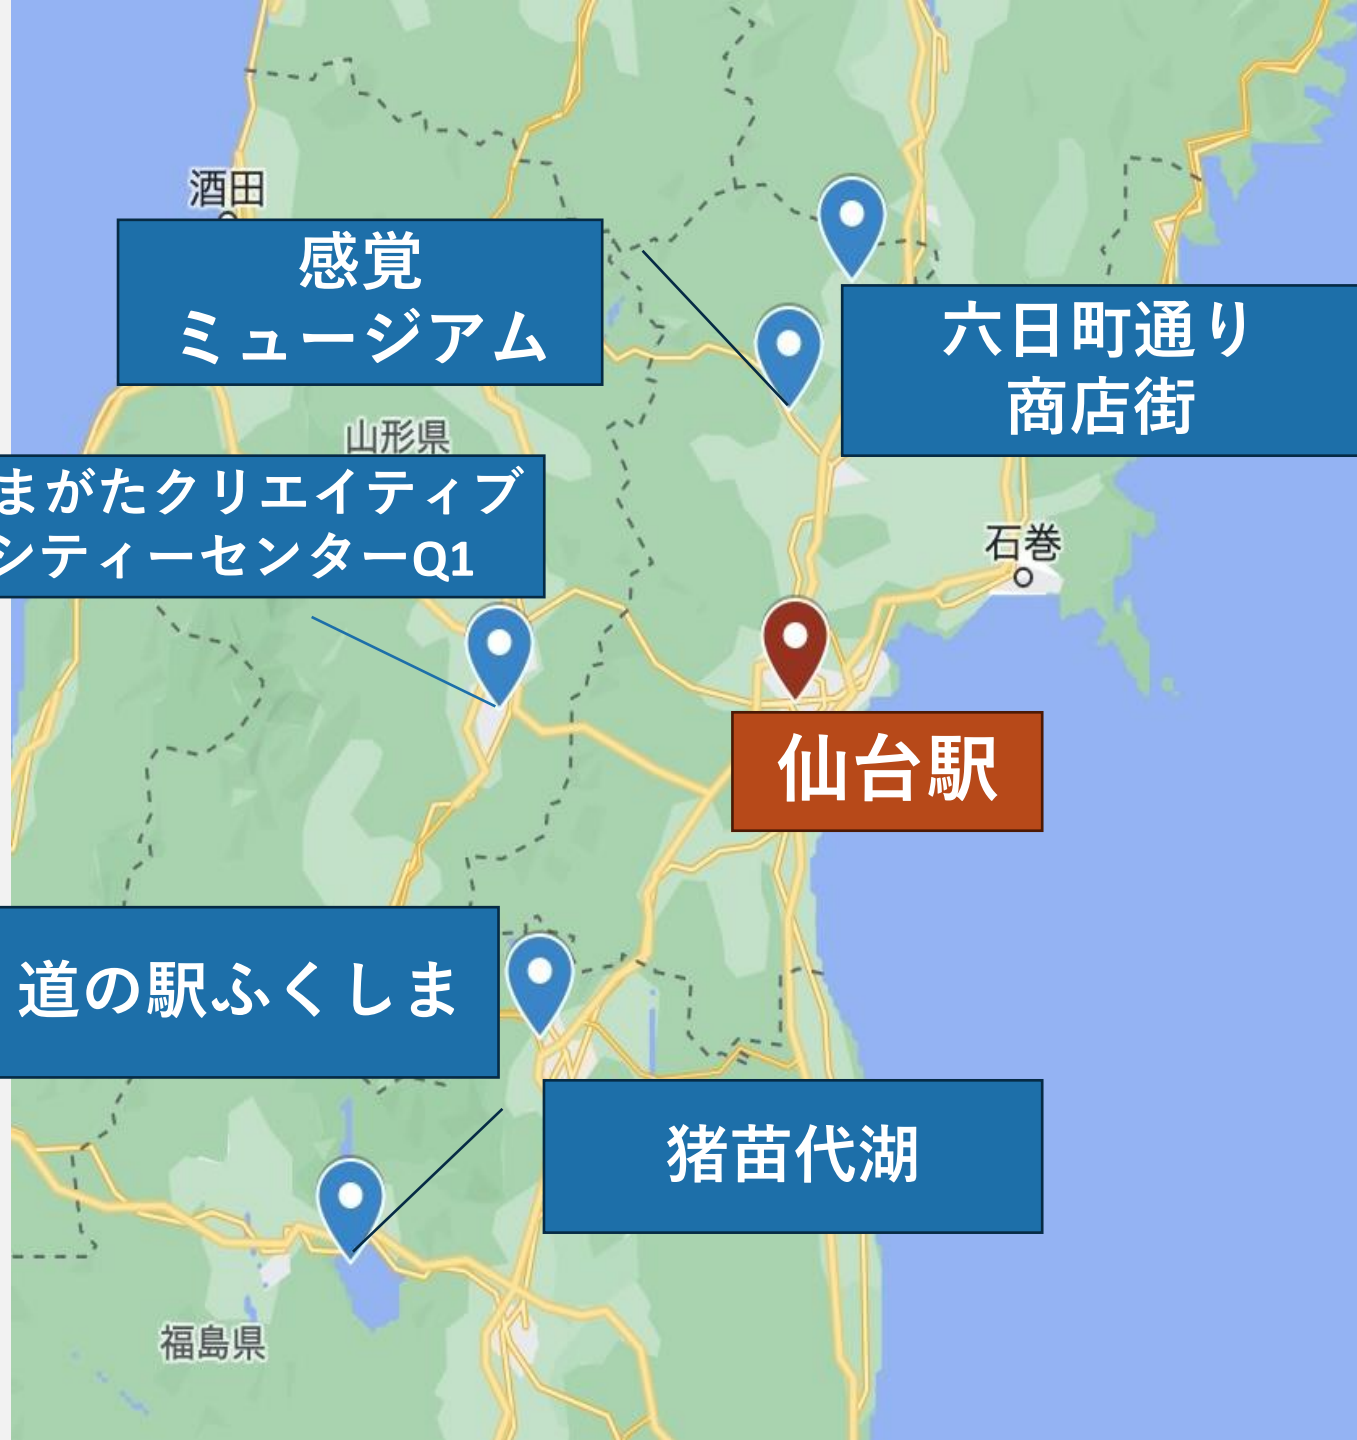 酒田
感覚
ミュージアム
六日町通り
商店街
山形県
まがたクリエイティブ
シティーセンターQ1
石巻
仙台駅
道の駅ふくしま
猪苗代湖
福島県